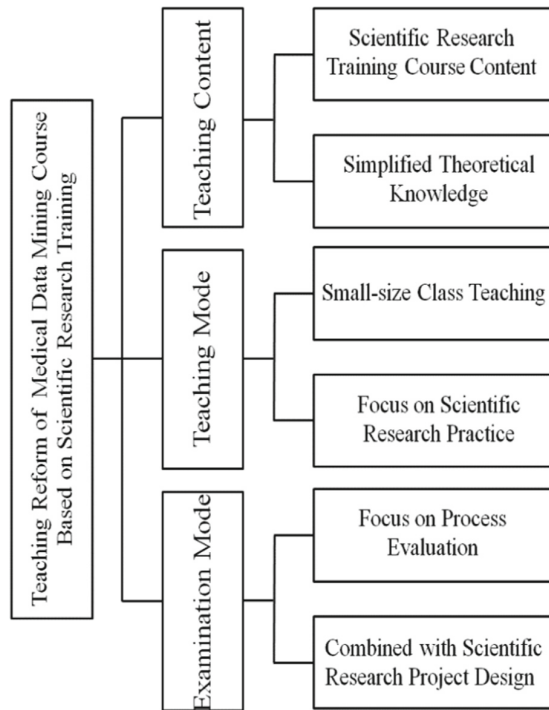 Teaching Reform of Medical Data Mining Course
Based on Scientific Research Training
Teaching Content
Scientific Research
Training Course Content
Simplified Theoretical
Knowledge
Teaching Mode
Small-size Class Teaching
Focus on Scientific
Research Practice
Examination Mode
Focus on Process
Evaluation
Combined with Scientific
Research Project Design